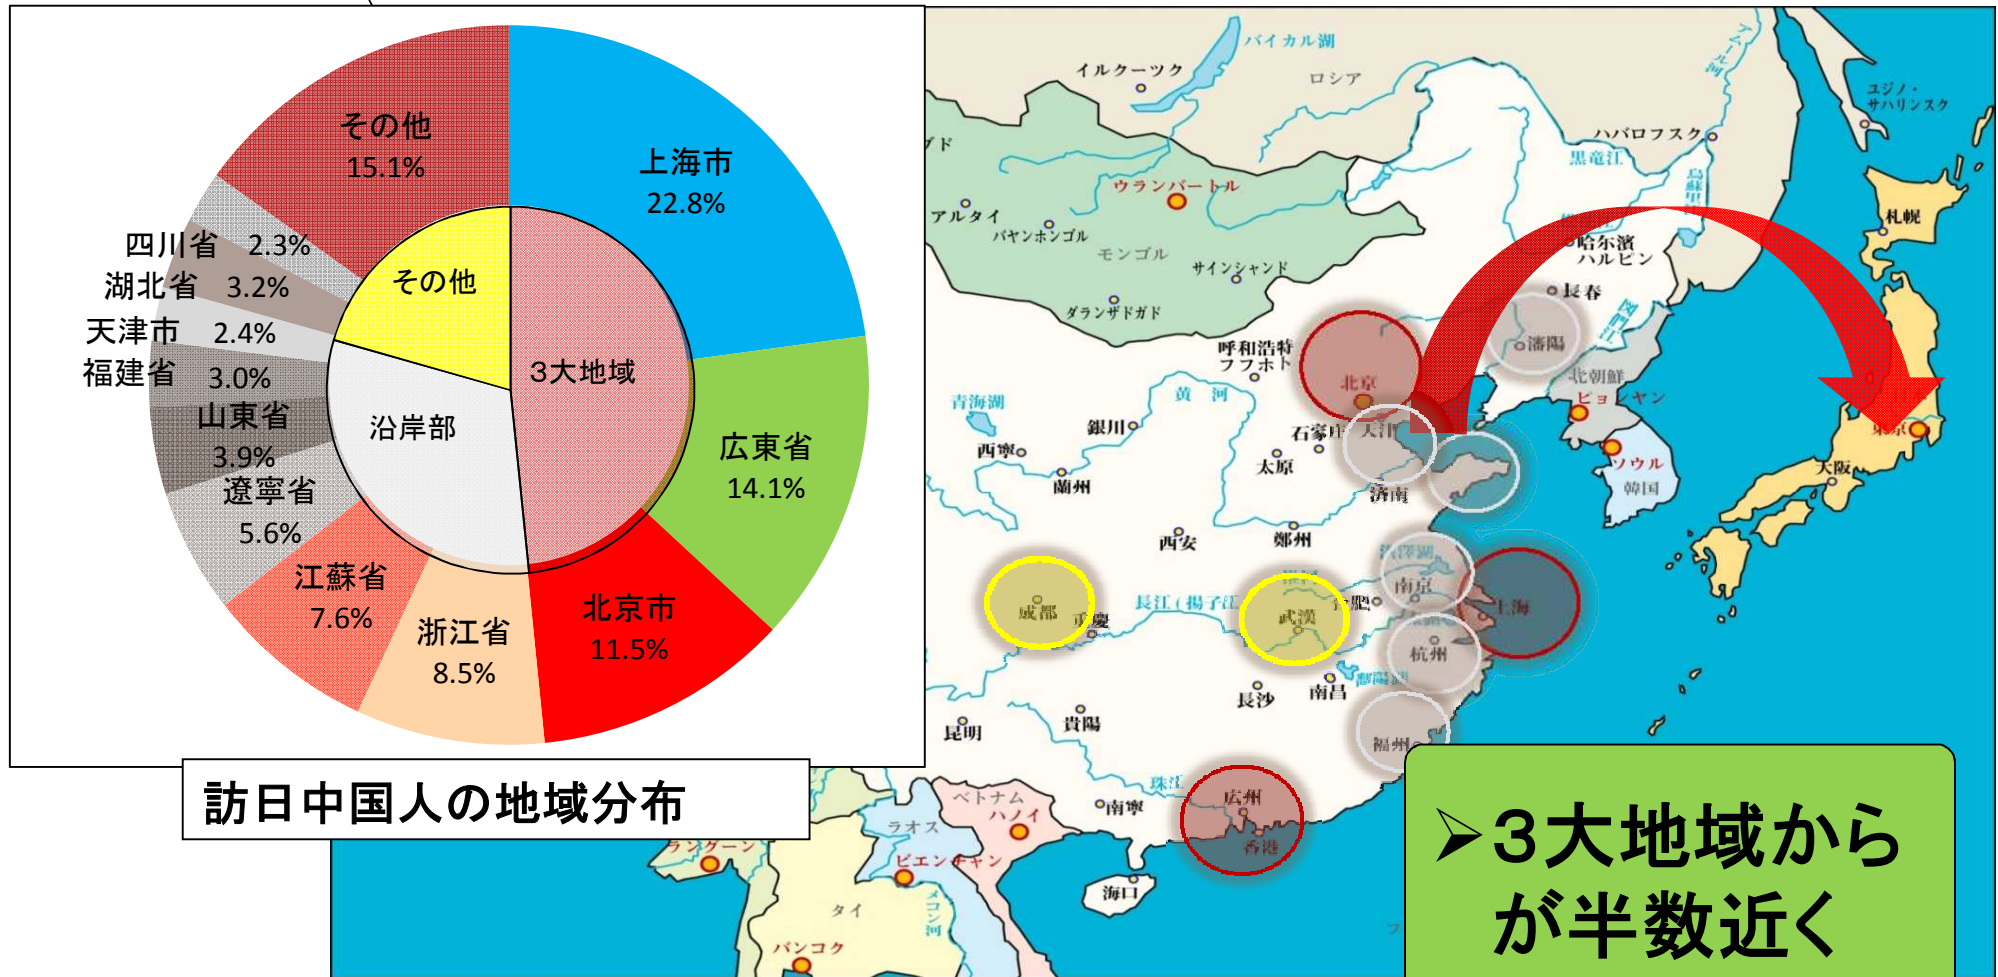 その他
15.1%
上海市
22.8%
四川省 2.3%
湖北省 3.2%
天津市 2.4%
福建省 3.0%
山東省
3.9%
遼寧省
5.6%
江蘇省
7.6%
浙江省
8.5%
北京市
11.5%
広東省
14.1%
その他
3大地域
沿岸部
訪日中国人の地域分布
バイカル湖
イルクーツク
ロシア
アムール河
ユジノ・
サハリンスク
ハバロフスク
黒竜江
ウランバートル
アルタイ
バヤンホンゴル
モンゴル
サインシャンド
ダランザドガド
哈尔濱
ハルピン
長春
瀋陽
図們江
札幌
呼和浩特
フフホト
北京
北朝鮮
ピョンヤン
青海湖
黄河
銀川
西寧
石家庄
天津
太原
蘭州
済南
ソウル
韓国
東京
大阪
西安
鄭州
南京
上海
成都
重慶
長江(揚子江
武漢
杭州
長沙
南昌
貴陽
昆明
福州
珠江
南寧
広州
香港
海口
ベトナム
ハノイ
ラオス
ビエンチャン
ラングーン
タイ
メコン河
バンコク
➢3大地域から
が半数近く